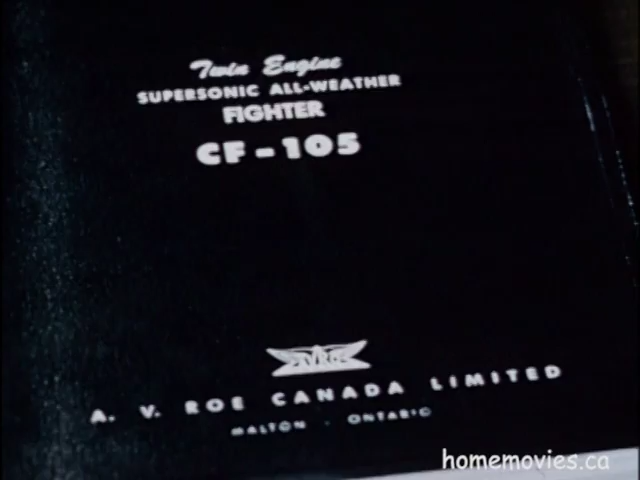 Twin Engine
SUPERSONIC ALL-WEATHER
FIGHTER
CF-105
AVRO
A. V. ROE CANADA LIMITED
MALTON - ONTARIO
homemovies.ca